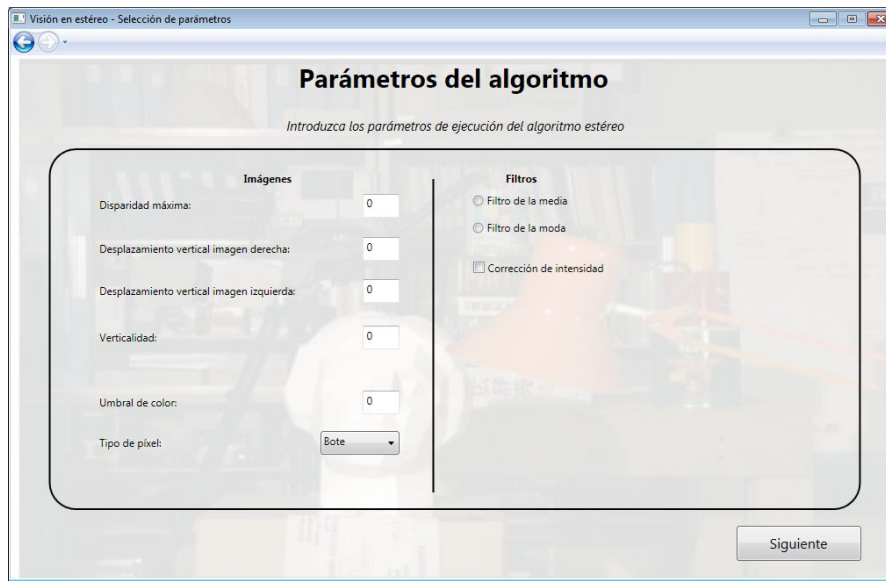 Visión en estéreo - Selección de parámetros
Parámetros del algoritmo
Introduzca los parámetros de ejecución del algoritmo estéreo
Imágenes
Disparidad máxima: 0
Desplazamiento vertical imagen derecha: 0
Desplazamiento vertical imagen izquierda: 0
Verticalidad: 0
Umbral de color: 0
Tipo de píxel: Bote
Filtros
Filtro de la media
Filtro de la moda
Corrección de intensidad
Siguiente